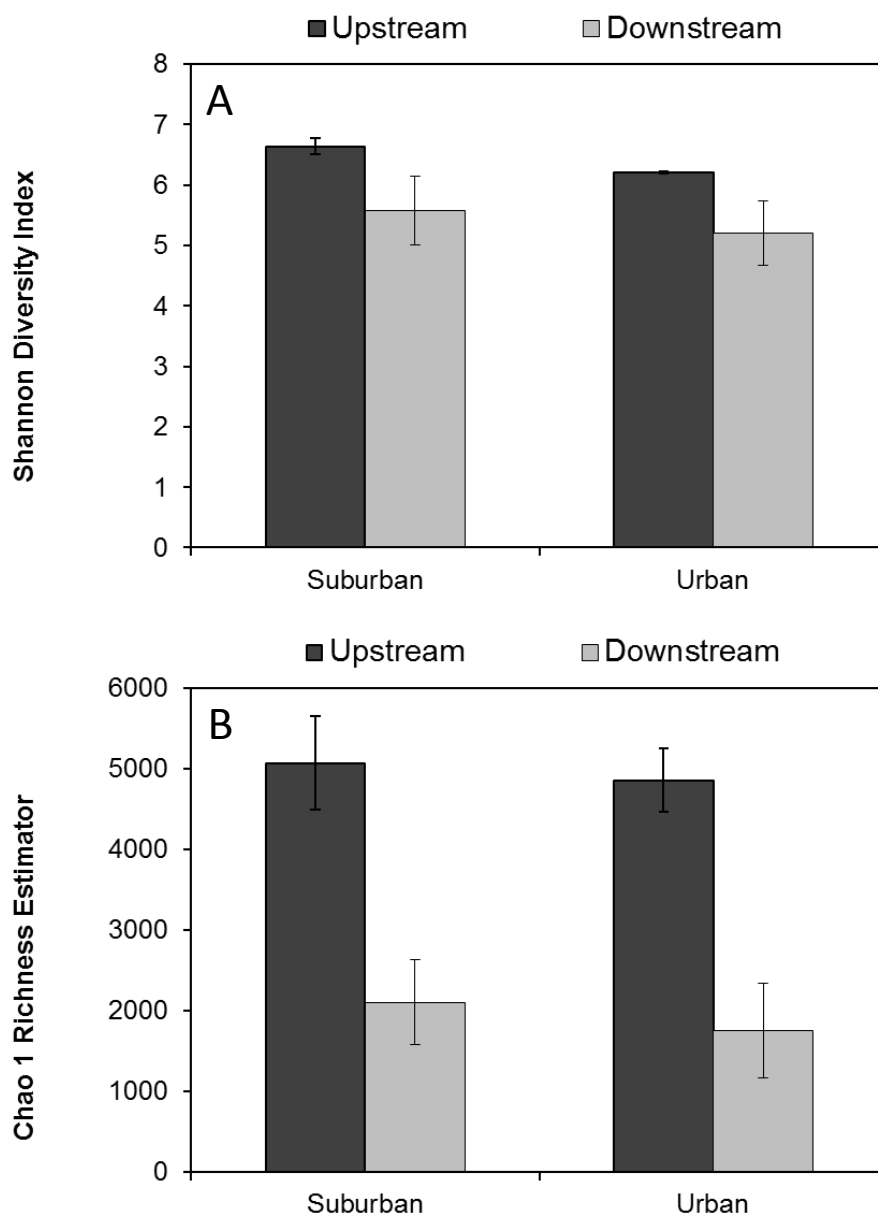 Upstream Downstream
A
Shannon Diversity Index
8
7
6
5
4
3
2
1
0
Suburban Urban
Upstream Downstream
B
Chao 1 Richness Estimator
6000
5000
4000
3000
2000
1000
0
Suburban Urban